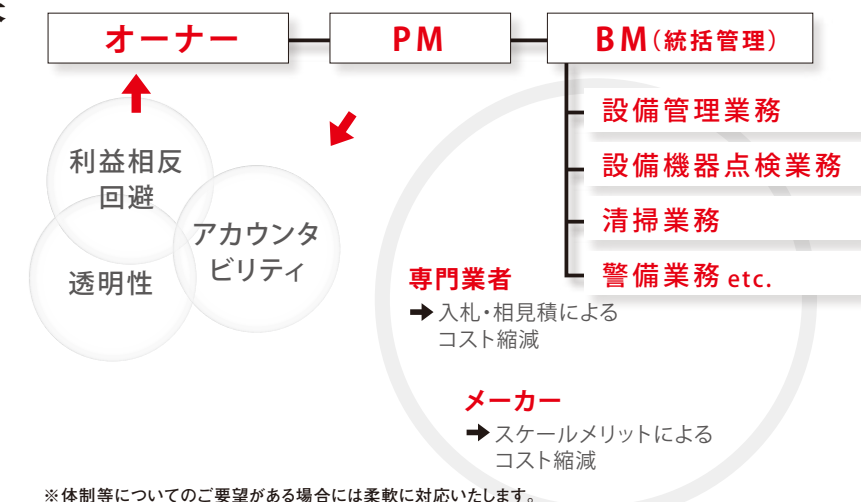 オーナー
PM
BM（統括管理）
設備管理業務
設備機器点検業務
清掃業務
警備業務 etc.
利益相反
回避
アカウンタ
ビリティ
透明性
専門業者
➡ 入札・相見積による
コスト縮減
メーカー
➡ スケールメリットによる
コスト縮減
※体制等についてのご要望がある場合には柔軟に対応いたします。